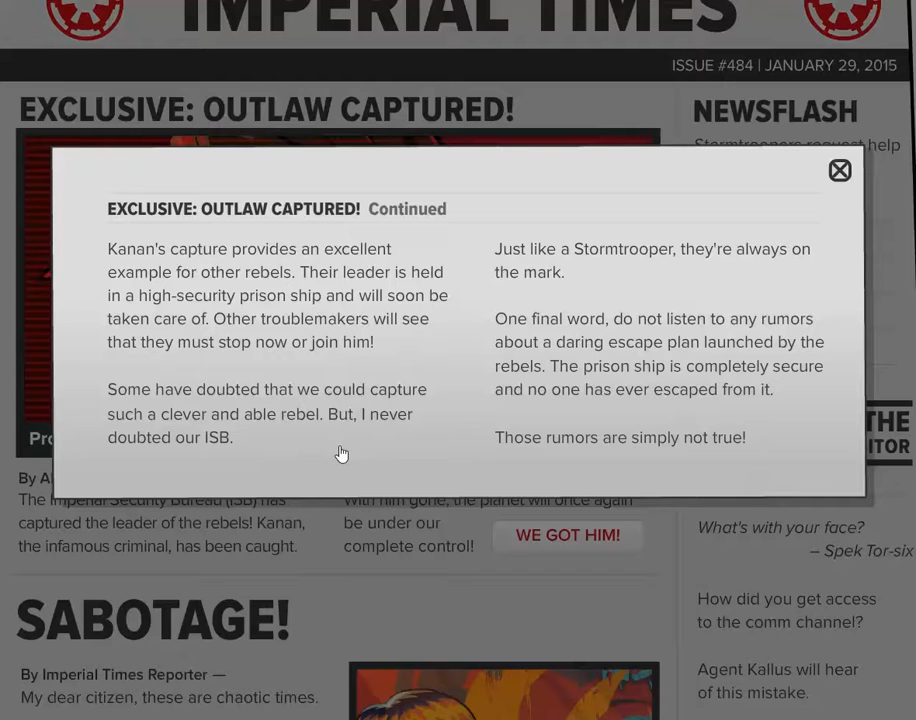 IMPERIAL TIMES
ISSUE #484 | JANUARY 29, 2015
EXCLUSIVE: OUTLAW CAPTURED!
EXCLUSIVE: OUTLAW CAPTURED! Continued
Kanan's capture provides an excellent
example for other rebels. Their leader is held
in a high-security prison ship and will soon be
taken care of. Other troublemakers will see
that they must stop now or join him!
Some have doubted that we could capture
such a clever and able rebel. But, I never
doubted our ISB.
Just like a Stormtrooper, they're always on
the mark.
One final word, do not listen to any rumors
about a daring escape plan launched by the
rebels. The prison ship is completely secure
and no one has ever escaped from it.
Those rumors are simply not true!
By
The Imperial Security Bureau (ISB) has
captured the leader of the rebels! Kanan,
the infamous criminal, has been caught.
With him gone, the planet will once again
be under our
complete control!
WE GOT HIM!
SABOTAGE!
By Imperial Times Reporter —
My dear citizen, these are chaotic times.
NEWSFLASH
Stormtroopers request help
THE
ITOR
What's with your face?
– Spek Tor-six
How did you get access
to the comm channel?
Agent Kallus will hear
of this mistake.